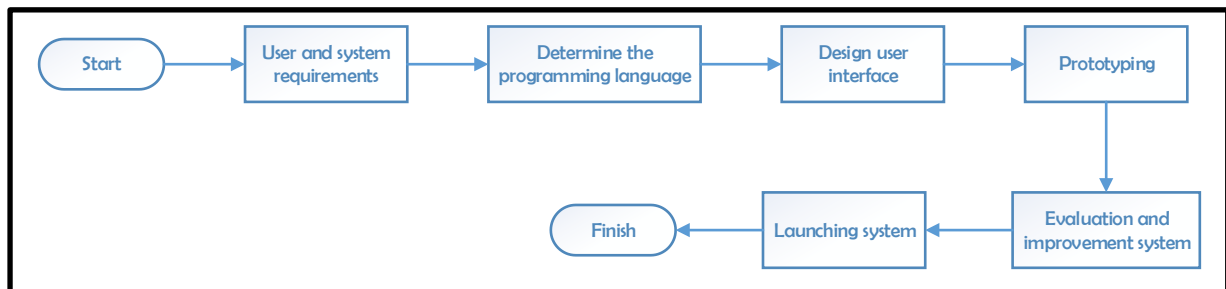 Start
User and system
requirements
Determine the
programming language
Design user
interface
Prototyping
Evaluation and
improvement system
Launching system
Finish